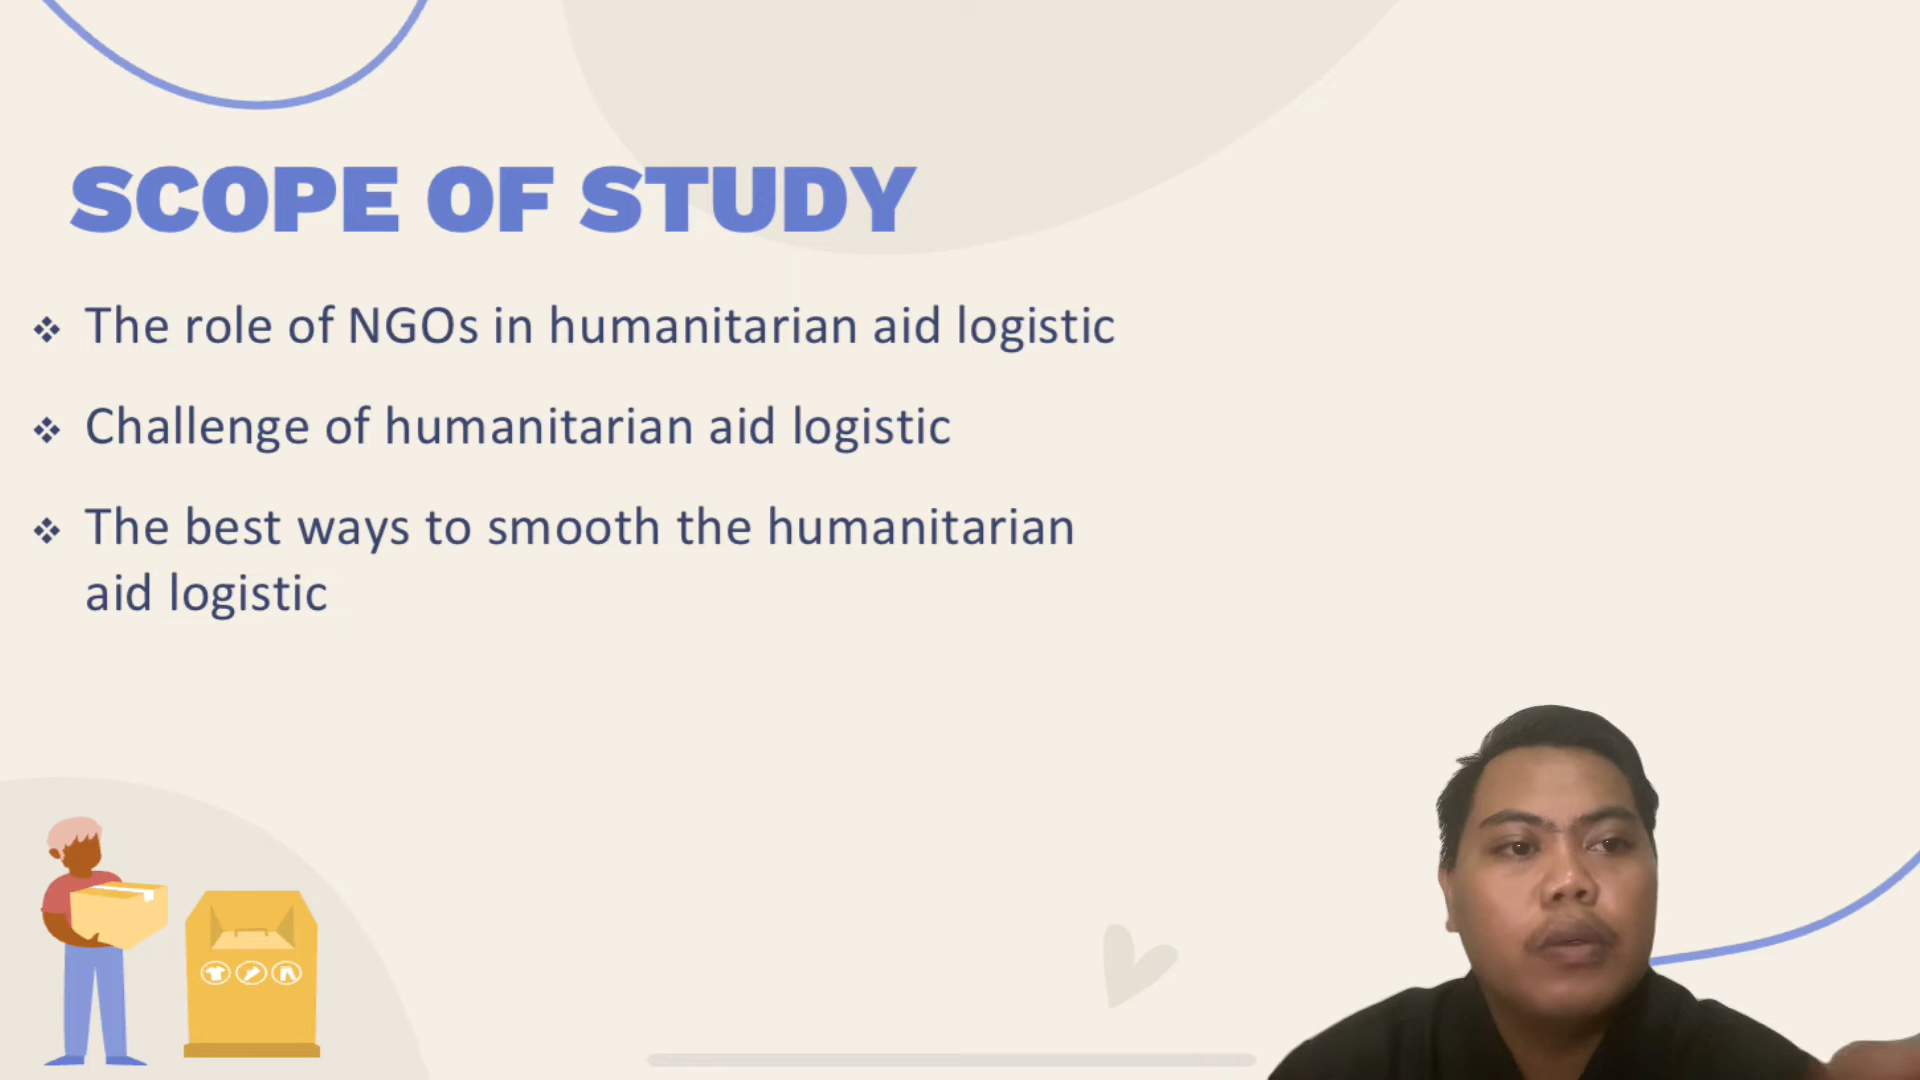 SCOPE OF STUDY
❖ The role of NGOs in humanitarian aid logistic
❖ Challenge of humanitarian aid logistic
❖ The best ways to smooth the humanitarian
aid logistic